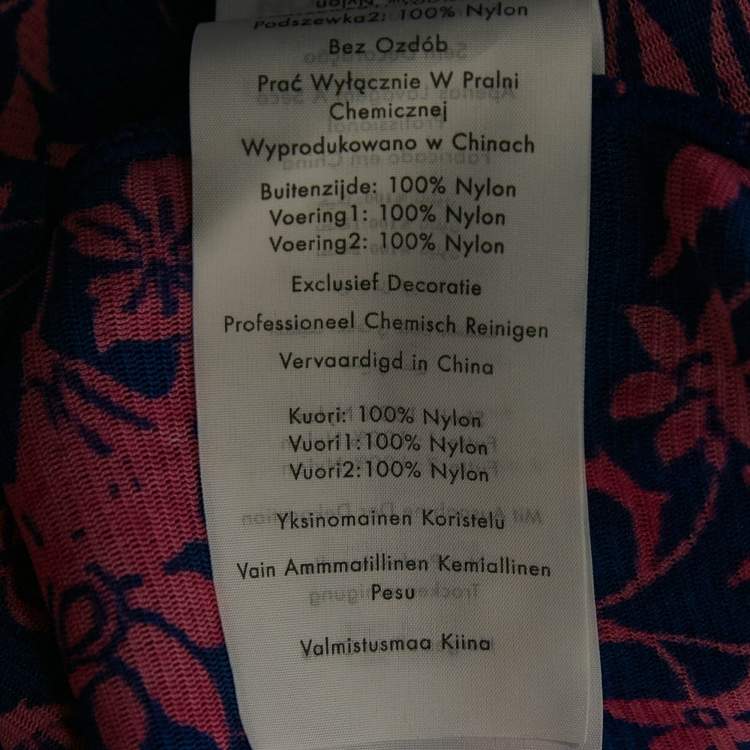 Podszewka2: 100% Nylon
Bez Ozdób
Prać Wyłącznie W Pralni
Chemicznej
Wyprodukowano w Chinach
Buitenzijde: 100% Nylon
Voering1: 100% Nylon
Voering2: 100% Nylon
Exclusief Decoratie
Professioneel Chemisch Reinigen
Vervaardigd in China
Kuori: 100% Nylon
Vuori1:100% Nylon
Vuori2:100% Nylon
Yksinomainen Koristelu
Vain Ammmatillinen Kemiallinen
Pesu
Valmistusmaa Kiina